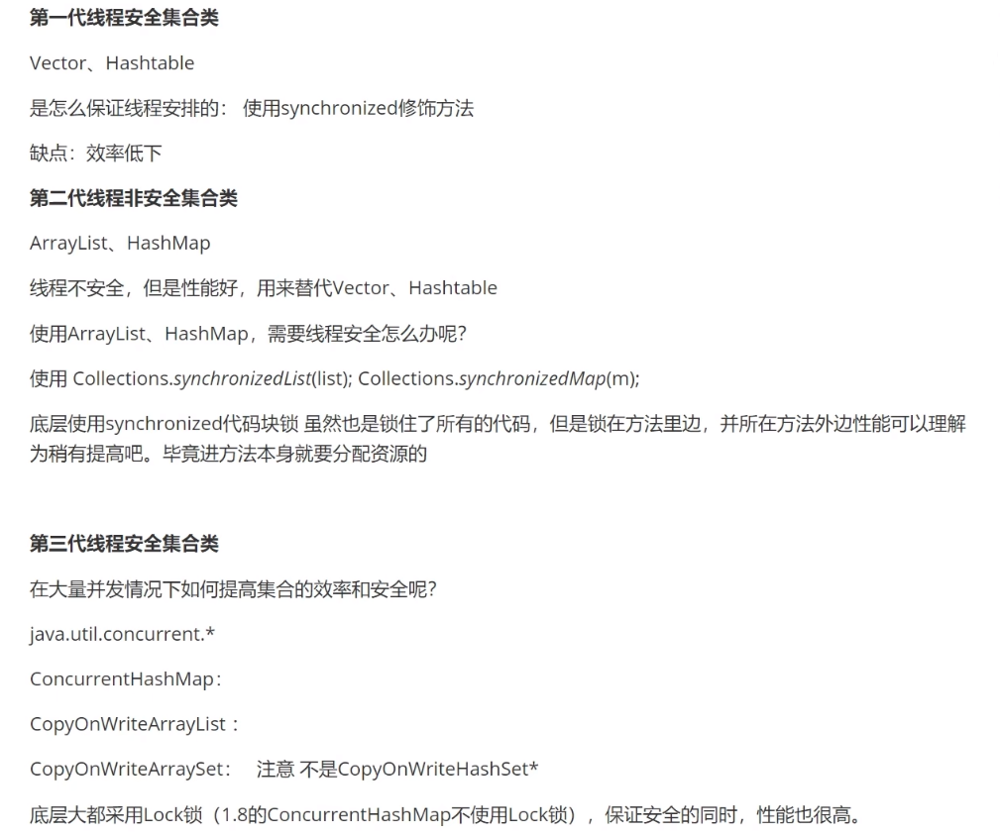 第一代线程安全集合类
Vector、Hashtable
是怎么保证线程安排的： 使用synchronized修饰方法
缺点：效率低下
第二代线程非安全集合类
ArrayList、HashMap
线程不安全，但是性能好，用来替代Vector、Hashtable
使用ArrayList、HashMap，需要线程安全怎么办呢？
使用 Collections.synchronizedList(list); Collections.synchronizedMap(m);
底层使用synchronized代码块锁 虽然也是锁住了所有的代码，但是锁在方法里边，并所在方法外边性能可以理解
为稍有提高吧。毕竟进方法本身就要分配资源的
第三代线程安全集合类
在大量并发情况下如何提高集合的效率和安全呢？
java.util.concurrent.*
ConcurrentHashMap：
CopyOnWriteArrayList ：
CopyOnWriteArraySet： 注意 不是CopyOnWriteHashSet*
底层大都采用Lock锁（1.8的ConcurrentHashMap不使用Lock锁），保证安全的同时，性能也很高。